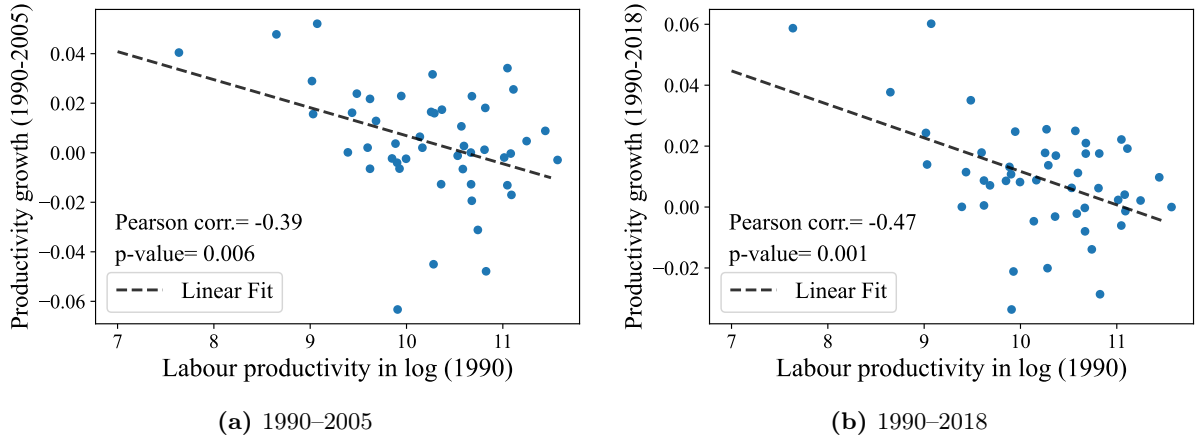 Productivity growth (1990-2005)
0.04
0.02
0.00
−0.02
−0.04
−0.06
Pearson corr.= -0.39
p-value= 0.006
Linear Fit
7 8 9 10 11
Labour productivity in log (1990)
(a) 1990–2005
Productivity growth (1990-2018)
0.06
0.04
0.02
0.00
−0.02
Pearson corr.= -0.47
p-value= 0.001
Linear Fit
7 8 9 10 11
Labour productivity in log (1990)
(b) 1990–2018